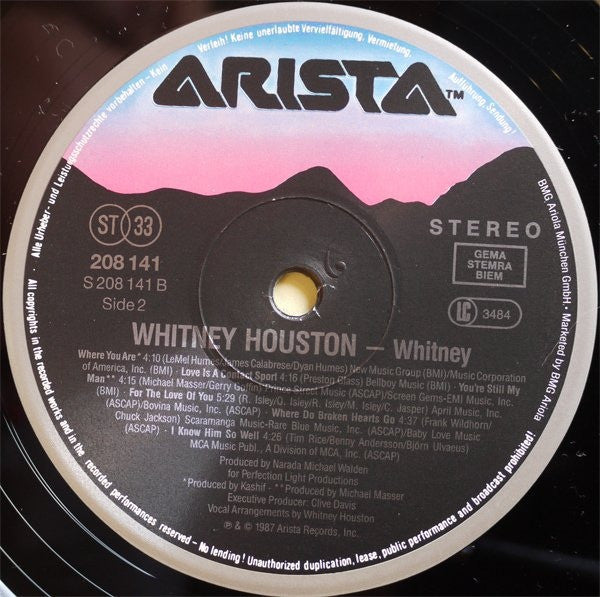 Alle Urheber- und Leistungsschutzrechte vorbehalten – Kein Verleih! Keine unerlaubte Vervielfältigung, Vermietung, Aufführung, Sendung!
ARISTA™
BMG Ariola München GmbH · Marketed by BMG Ariola
ST 33
STEREO
208 141
GEMA
STEMRA
BIEM
S 208 141 B
Side 2
LC 3484
WHITNEY HOUSTON – Whitney
Where You Are* 4:10 (LeMel Humes/James Calabrese/Dyan Humes) New Music Group (BMI)/Music Corporation
of America, Inc. (BMI) · Love Is A Contact Sport 4:16 (Preston Glass) Bellboy Music (BMI) · You're Still My
Man** 4:15 (Michael Masser/Gerry Goffin) Prince Street Music (ASCAP)/Screen Gems-EMI Music, Inc.
(BMI) · For The Love Of You 5:29 (R. Isley/G. Isley/R. Isley/M. Isley/C. Jasper) April Music, Inc.
(ASCAP)/Bovina Music, Inc. (ASCAP) · Where Do Broken Hearts Go 4:37 (Frank Wildhorn/
Chuck Jackson) Scaramanga Music-Rare Blue Music, Inc. (ASCAP)/Baby Love Music
(ASCAP) · I Know Him So Well 4:26 (Tim Rice/Benny Andersson/Björn Ulvaeus)
MCA Music Publ., A Division of MCA, Inc. (ASCAP)
Produced by Narada Michael Walden
for Perfection Light Productions
*Produced by Kashif · **Produced by Michael Masser
Executive Producer: Clive Davis
Vocal Arrangements by Whitney Houston
℗ & © 1987 Arista Records, Inc.
All copyrights in the recorded works and in the recorded performances reserved – No lending! Unauthorized duplication, lease, public performance and broadcast prohibited!